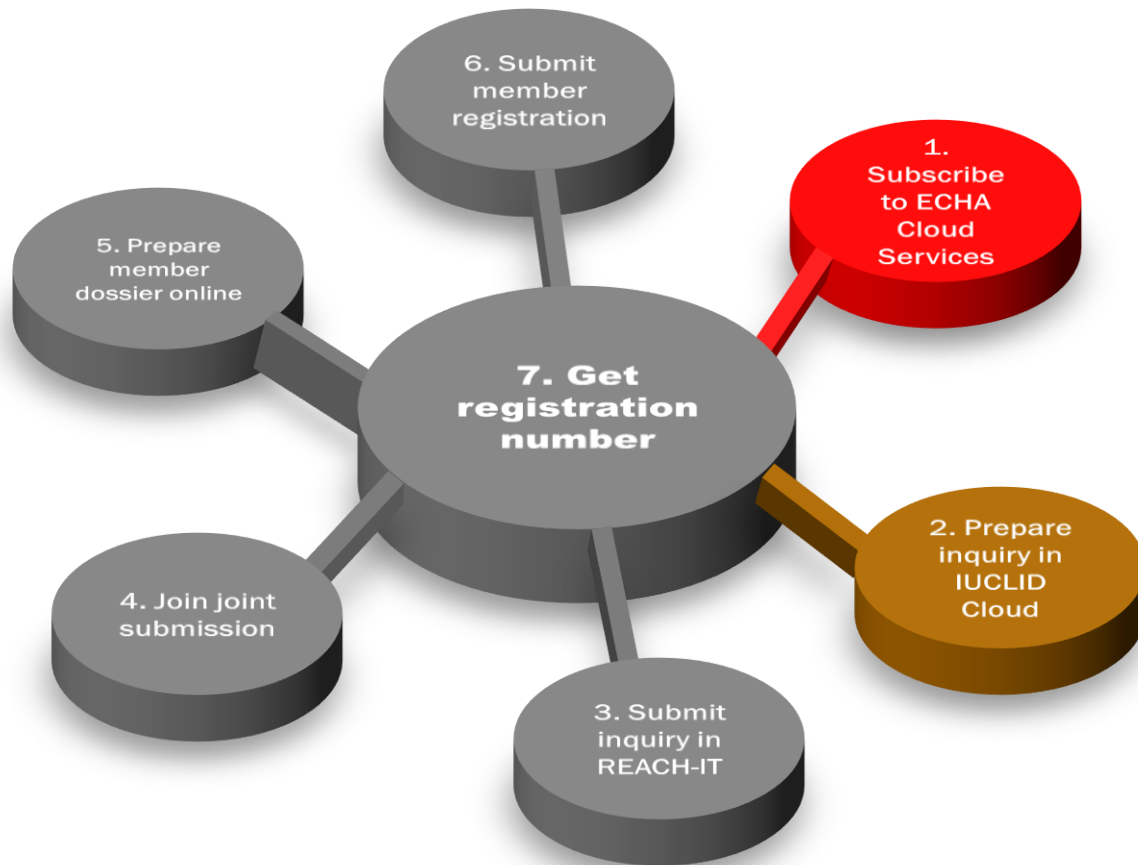 6. Submit
member
registration
1.
Subscribe
to ECHA
Cloud
Services
5. Prepare
member
dossier online
7. Get
registration
number
2. Prepare
inquiry in
IUCLID
Cloud
4. Join joint
submission
3. Submit
inquiry in
REACH-IT